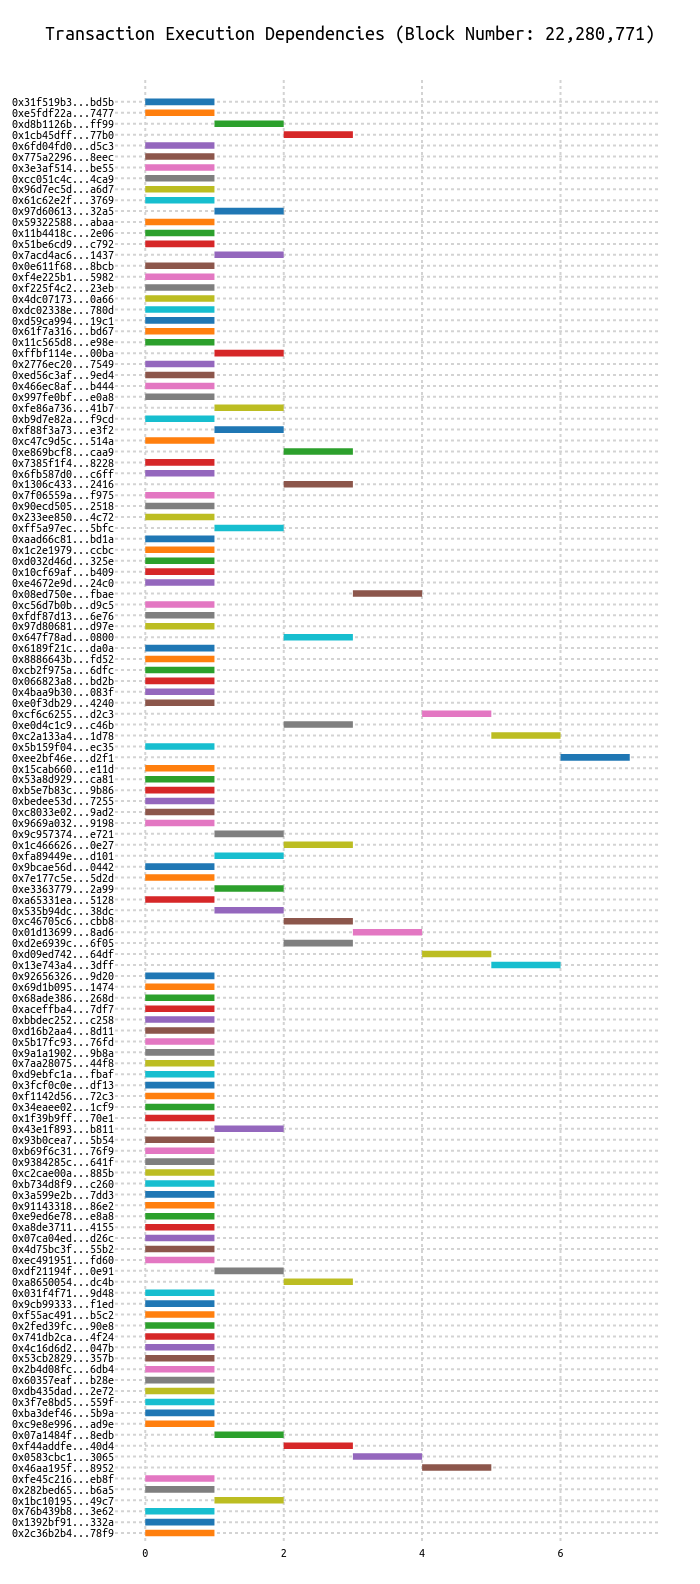 Transaction Execution Dependencies (Block Number: 22,280,771)
0x31f519b3...bd5b
0xe5fdf22a...7477
0xd8b1126b...ff99
0x1cb45dff...77b0
0x6fd04fd0...d5c3
0x775a2296...8eec
0x3e3af514...be55
0xcc051c4c...4ca9
0x96d7ec5d...a6d7
0x61c62e2f...3769
0x97d60613...32a5
0x59322588...abaa
0x11b4418c...2e06
0x51be6cd9...c792
0x7acd4ac6...1437
0x0e611f68...8bcb
0xf4e225b1...5982
0xf225f4c2...23eb
0x4dc07173...0a66
0xdc02338e...780d
0xd59ca994...19c1
0x61f7a316...bd67
0x11c565d8...e98e
0xffbf114e...00ba
0x2776ec20...7549
0xed56c3af...9ed4
0x466ec8af...b444
0x997fe0bf...e0a8
0xfe86a736...41b7
0xb9d7e82a...f9cd
0xf88f3a73...e3f2
0xc47c9d5c...514a
0xe869bcf8...caa9
0x7385f1f4...8228
0x6fb587d0...c6ff
0x1306c433...2416
0x7f06559a...f975
0x90ecd505...2518
0x233ee850...4c72
0xff5a97ec...5bfc
0xaad66c81...bd1a
0x1c2e1979...ccbc
0xd032d46d...325e
0x10cf69af...b409
0xe4672e9d...24c0
0x08ed750e...fbae
0xc56d7b0b...d9c5
0xfdf87d13...6e76
0x97d80681...d97e
0x647f78ad...0800
0x6189f21c...da0a
0x8886643b...fd52
0xcb2f975a...6dfc
0x066823a8...bd2b
0x4baa9b30...083f
0xe0f3db29...4240
0xcf6c6255...d2c3
0xe0d4c1c9...c46b
0xc2a133a4...1d78
0x5b159f04...ec35
0xee2bf46e...d2f1
0x15cab660...e11d
0x53a8d929...ca81
0xb5e7b83c...9b86
0xbedee53d...7255
0xc8033e02...9ad2
0x9669a032...9198
0x9c957374...e721
0x1c466626...0e27
0xfa89449e...d101
0x9bcae56d...0442
0x7e177c5e...5d2d
0xe3363779...2a99
0xa65331ea...5128
0x535b94dc...38dc
0xc46705c6...cbb8
0x01d13699...8ad6
0xd2e6939c...6f05
0xd09ed742...64df
0x13e743a4...3dff
0x92656326...9d20
0x69d1b095...1474
0x68ade386...268d
0xaceffba4...7df7
0xbbdec252...c258
0xd16b2aa4...8d11
0x5b17fc93...76fd
0x9a1a1902...9b8a
0x7aa28075...44f8
0xd9ebfc1a...fbaf
0x3fcf0c0e...df13
0xf1142d56...72c3
0x34eaee02...1cf9
0x1f39b9ff...70e1
0x43e1f893...b811
0x93b0cea7...5b54
0xb69f6c31...76f9
0x9384285c...641f
0xc2cae00a...885b
0xb734d8f9...c260
0x3a599e2b...7dd3
0x91143318...86e2
0xe9ed6e78...e8a8
0xa8de3711...4155
0x07ca04ed...d26c
0x4d75bc3f...55b2
0xec491951...fd60
0xdf21194f...0e91
0xa8650054...dc4b
0x031f4f71...9d48
0x9cb99333...f1ed
0xf55ac491...b5c2
0x2fed39fc...90e8
0x741db2ca...4f24
0x4c16d6d2...047b
0x53cb2829...357b
0x2b4d08fc...6db4
0x60357eaf...b28e
0xdb435dad...2e72
0x3f7e8bd5...559f
0xba3def46...5b9a
0xc9e8e996...ad9e
0x07a1484f...8edb
0xf44addfe...40d4
0x0583cbc1...3065
0x46aa195f...8952
0xfe45c216...eb8f
0x282bed65...b6a5
0x1bc10195...49c7
0x76b439b8...3e62
0x1392bf91...332a
0x2c36b2b4...78f9
0 2 4 6